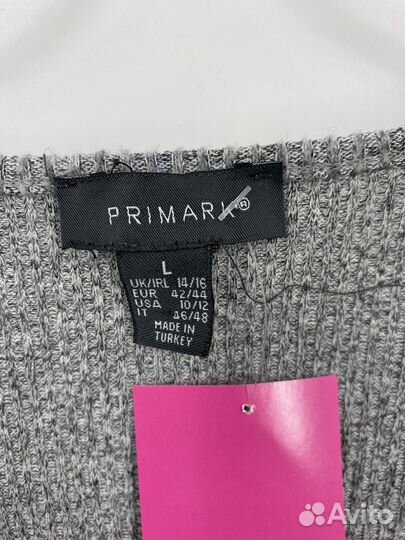 PRIMARK®
L
UK/IRL 14/16
EUR 42/44
USA 10/12
IT 46/48
MADE IN
TURKEY
Avito